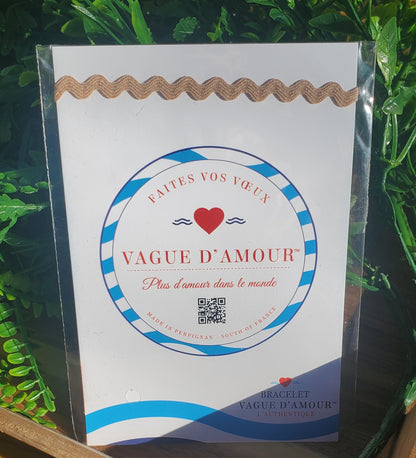 FAITES VOS VŒUX
VAGUE D'AMOUR™
Plus d'amour dans le monde
MADE IN PERPIGNAN - SOUTH OF FRANCE
BRACELET
VAGUE D'AMOUR™
L'AUTHENTIQUE